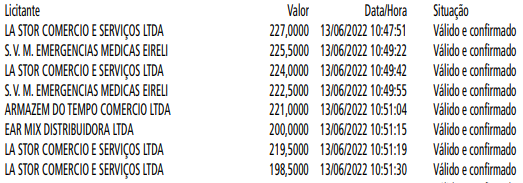 Licitante Valor Data/Hora Situação
LA STOR COMERCIO E SERVIÇOS LTDA 227,0000 13/06/2022 10:47:51 Válido e confirmado
S. V. M. EMERGENCIAS MEDICAS EIRELI 225,5000 13/06/2022 10:49:22 Válido e confirmado
LA STOR COMERCIO E SERVIÇOS LTDA 224,0000 13/06/2022 10:49:42 Válido e confirmado
S. V. M. EMERGENCIAS MEDICAS EIRELI 222,5000 13/06/2022 10:49:55 Válido e confirmado
ARMAZEM DO TEMPO COMERCIO LTDA 221,0000 13/06/2022 10:51:04 Válido e confirmado
EAR MIX DISTRIBUIDORA LTDA 200,0000 13/06/2022 10:51:15 Válido e confirmado
LA STOR COMERCIO E SERVIÇOS LTDA 219,5000 13/06/2022 10:51:19 Válido e confirmado
LA STOR COMERCIO E SERVIÇOS LTDA 198,5000 13/06/2022 10:51:30 Válido e confirmado